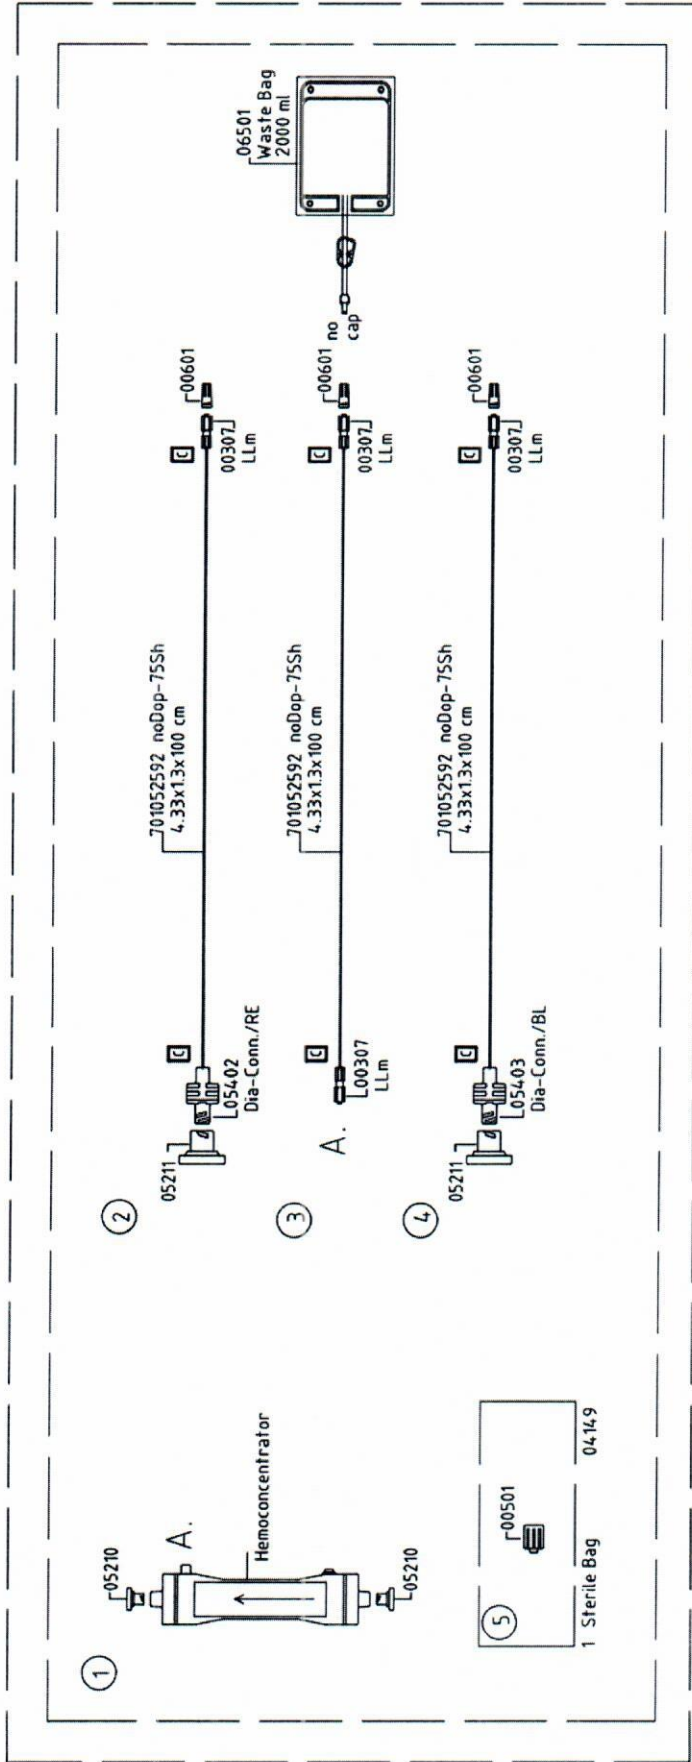 1
05210
A.
Hemoconcentrator
05210
2
05211
05402
Dia-Conn./RE
C
701052592 noDop-75Sh
4.33x1.3x100 cm
C
00307
LLm
00601
3
A.
00307
LLm
C
701052592 noDop-75Sh
4.33x1.3x100 cm
C
00307
LLm
00601
no
cap
06501
Waste Bag
2000 ml
4
05211
05403
Dia-Conn./BL
C
701052592 noDop-75Sh
4.33x1.3x100 cm
C
00307
LLm
00601
5
00501
1 Sterile Bag 04149